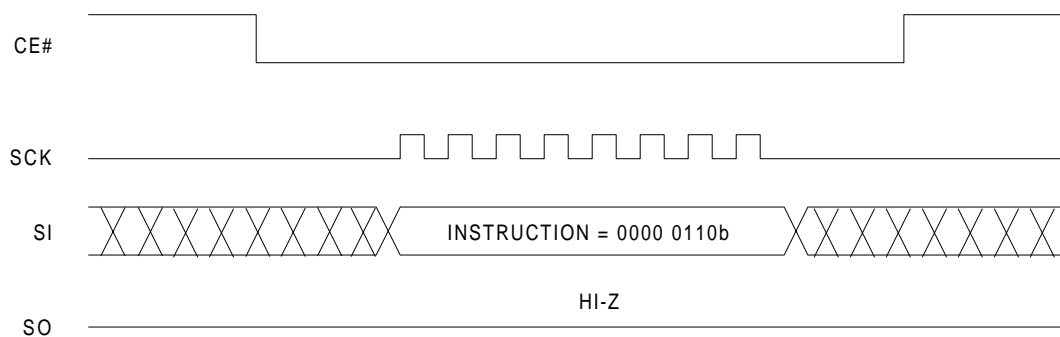 CE#
SCK
SI
INSTRUCTION = 0000 0110b
HI-Z
SO